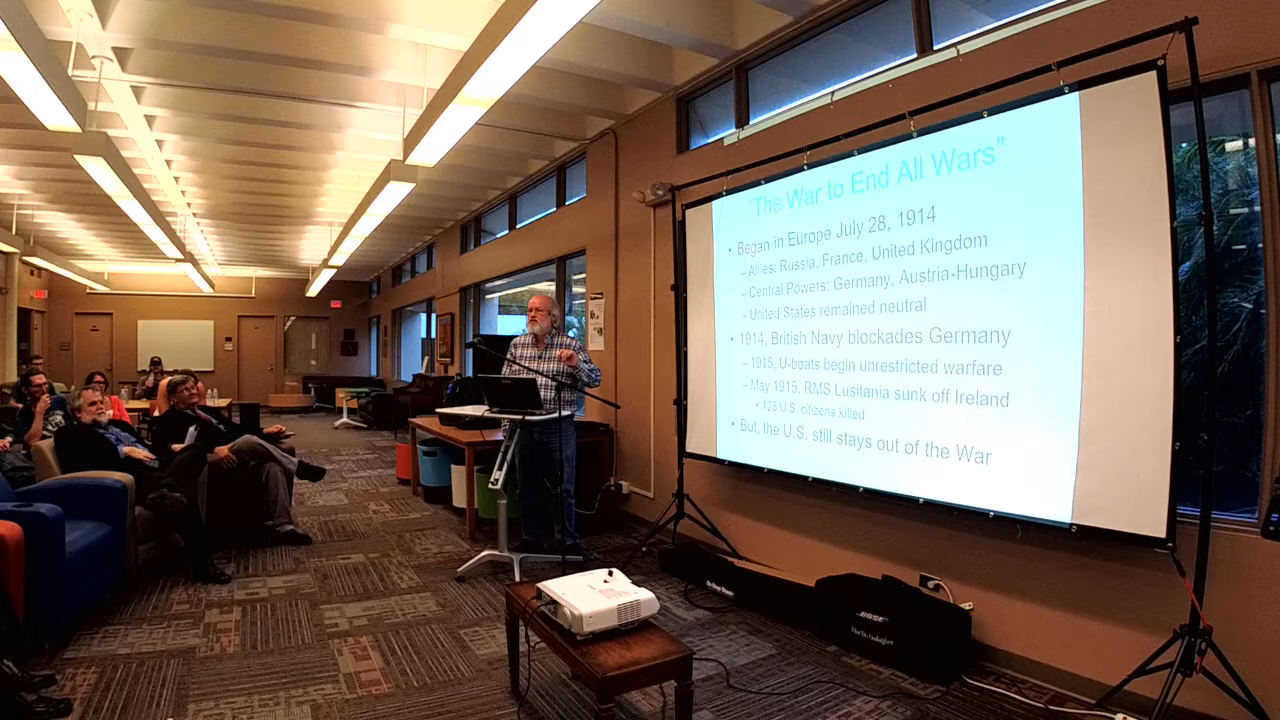 "The War to End All Wars"
• Began in Europe July 28, 1914
– Allies: Russia, France, United Kingdom
– Central Powers: Germany, Austria-Hungary
– United States remained neutral
• 1914, British Navy blockades Germany
– 1915, U-boats begin unrestricted warfare
– May 1915, RMS Lusitania sunk off Ireland
• 128 U.S. citizens killed
• But, the U.S. still stays out of the War
BOSE